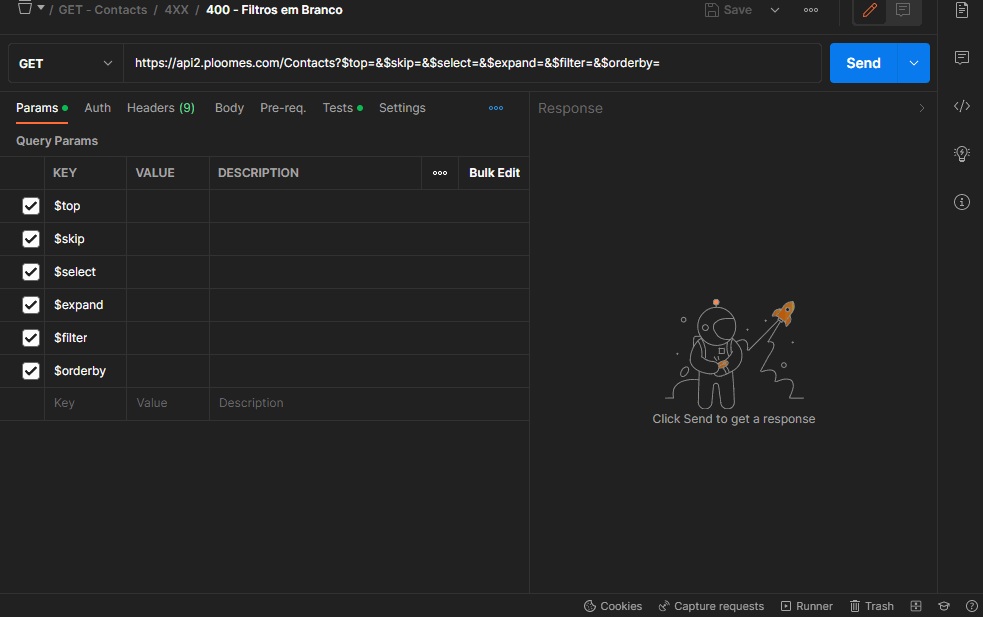 / GET - Contacts / 4XX / 400 - Filtros em Branco Save
GET https://api2.ploomes.com/Contacts?$top=&$skip=&$select=&$expand=&$filter=&$orderby= Send
Params Auth Headers (9) Body Pre-req. Tests Settings
Response
Query Params
KEY VALUE DESCRIPTION Bulk Edit
$top
$skip
$select
$expand
$filter
$orderby
Key Value Description
Click Send to get a response
Cookies Capture requests Runner Trash